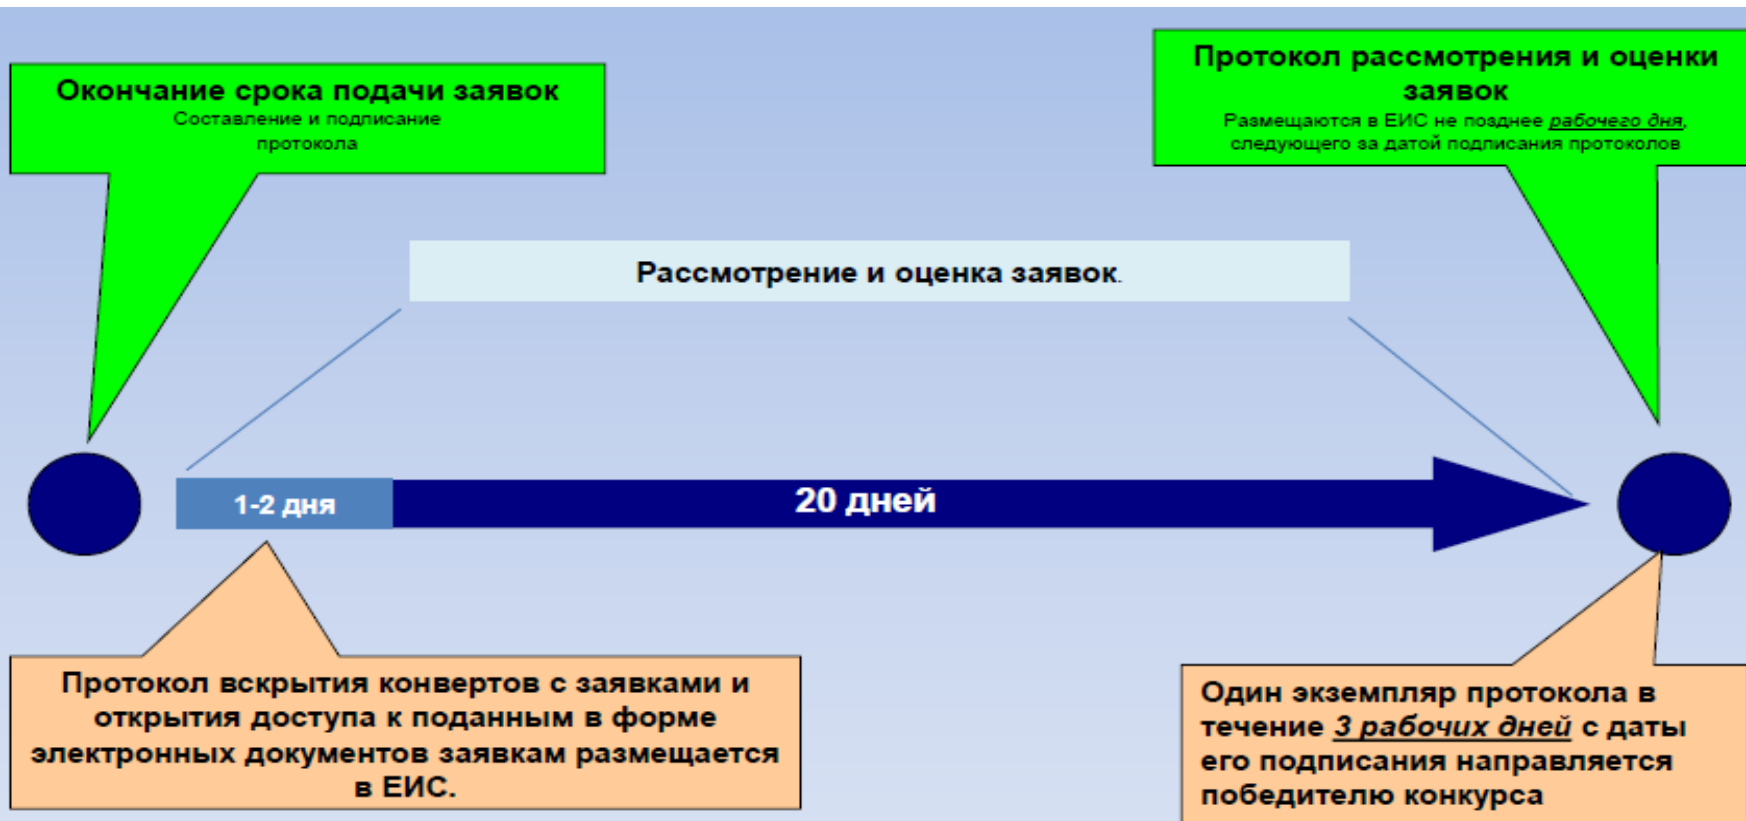 Окончание срока подачи заявок
Составление и подписание
протокола
Протокол рассмотрения и оценки
заявок
Размещаются в ЕИС не позднее рабочего дня,
следующего за датой подписания протоколов
Рассмотрение и оценка заявок.
1-2 дня
20 дней
Протокол вскрытия конвертов с заявками и
открытия доступа к поданным в форме
электронных документов заявкам размещается
в ЕИС.
Один экземпляр протокола в
течение 3 рабочих дней с даты
его подписания направляется
победителю конкурса